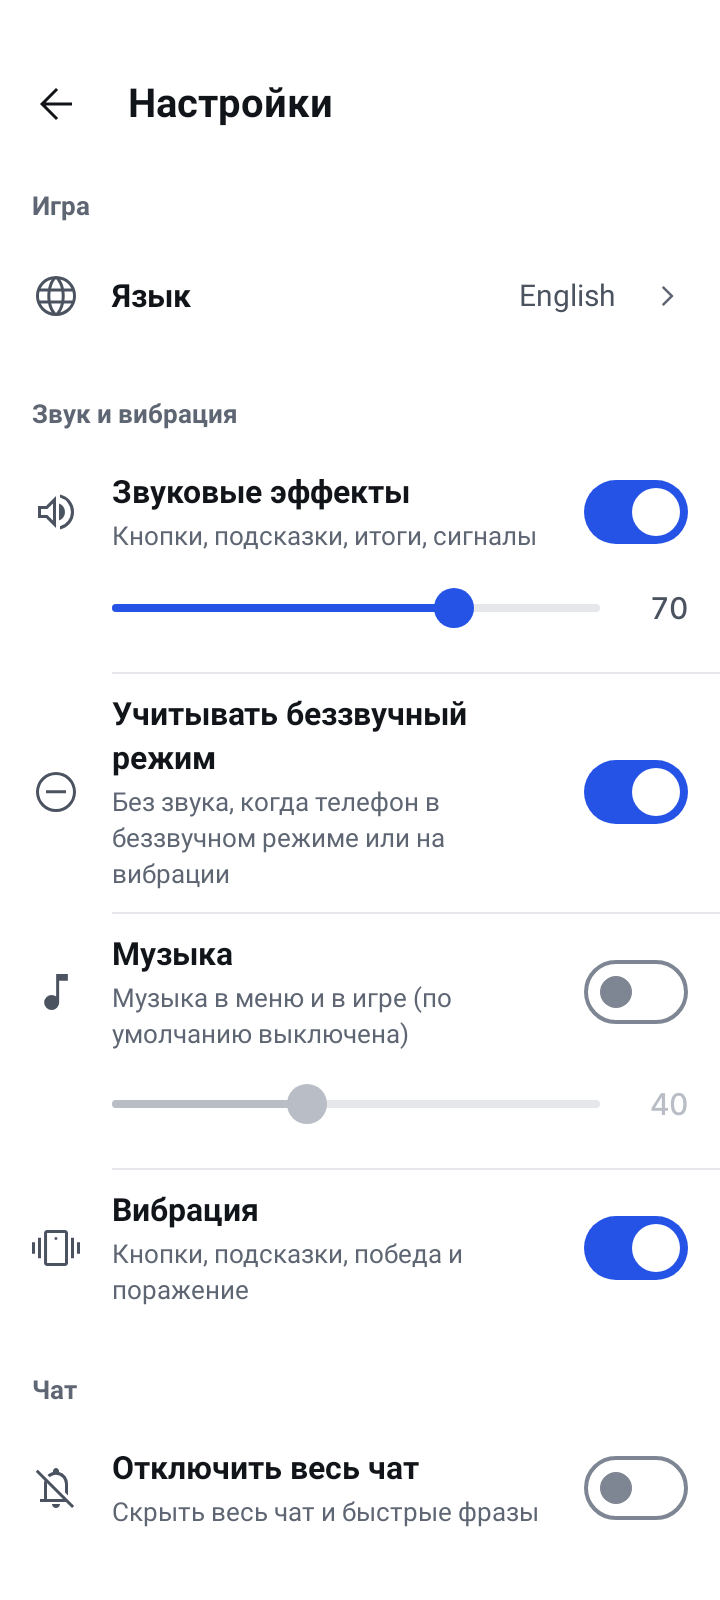 Настройки
Игра
Язык
English
Звук и вибрация
Звуковые эффекты
Кнопки, подсказки, итоги, сигналы
70
Учитывать беззвучный
режим
Без звука, когда телефон в
беззвучном режиме или на
вибрации
Музыка
Музыка в меню и в игре (по
умолчанию выключена)
40
Вибрация
Кнопки, подсказки, победа и
поражение
Чат
Отключить весь чат
Скрыть весь чат и быстрые фразы